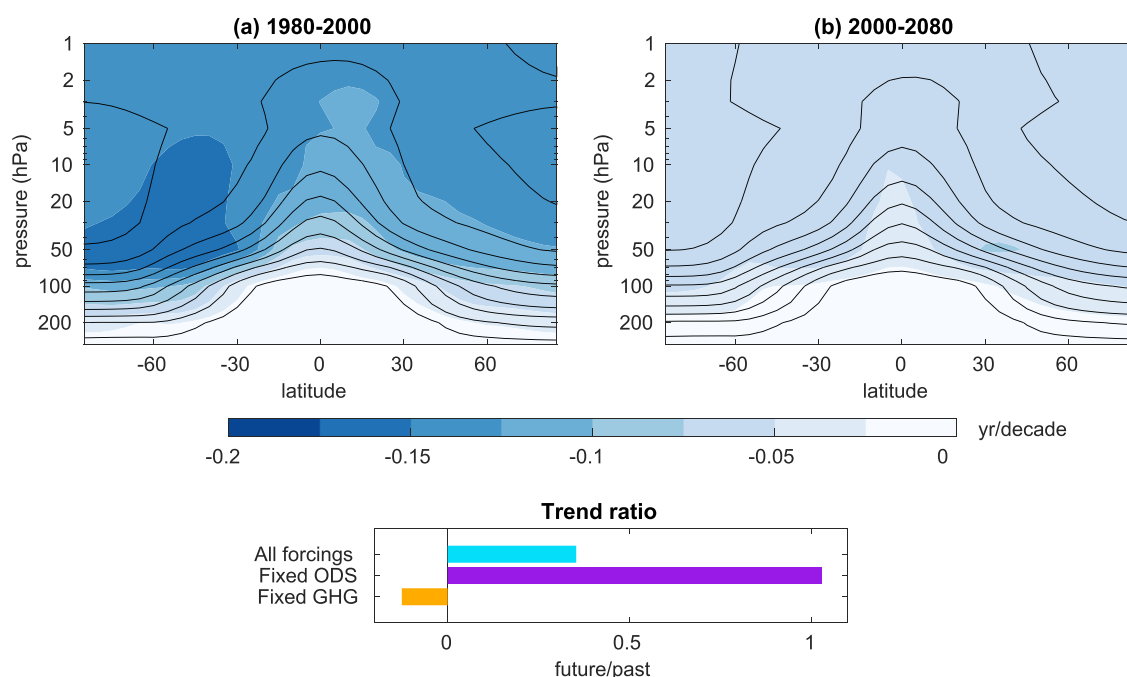 (a) 1980-2000
(b) 2000-2080
1
2
5
10
20
50
100
200
pressure (hPa)
-60
-30
0
30
60
latitude
1
2
5
10
20
50
100
200
pressure (hPa)
-60
-30
0
30
60
latitude
-0.2
-0.15
-0.1
-0.05
0
yr/decade
Trend ratio
All forcings
Fixed ODS
Fixed GHG
0
0.5
1
future/past